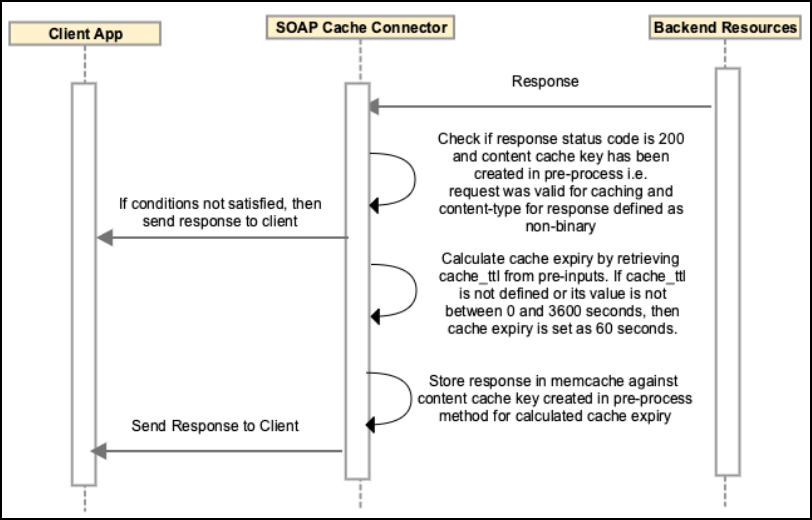 Client App
SOAP Cache Connector
Backend Resources
Response
Check if response status code is 200
and content cache key has been
created in pre-process i.e.
request was valid for caching and
content-type for response defined as
non-binary
If conditions not satisfied, then
send response to client
Calculate cache expiry by retrieving
cache_ttl from pre-inputs. If cache_ttl
is not defined or its value is not
between 0 and 3600 seconds, then
cache expiry is set as 60 seconds.
Store response in memcache against
content cache key created in pre-process
method for calculated cache expiry
Send Response to Client